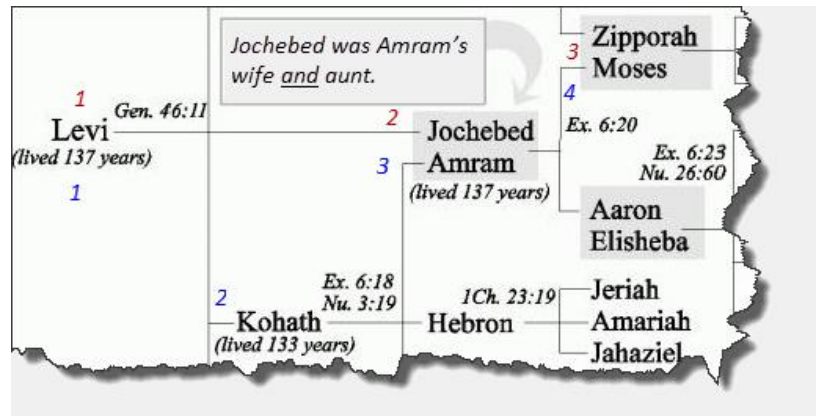 Jochebed was Amram's
wife and aunt.
3
Zipporah
Moses
4
1
Gen. 46:11
Levi
(lived 137 years)
1
2
Jochebed
3
Amram
(lived 137 years)
Ex. 6:20
Ex. 6:23
Nu. 26:60
Aaron
Elisheba
2
Kohath
(lived 133 years)
Ex. 6:18
Nu. 3:19
Hebron
1Ch. 23:19
Jeriah
Amariah
Jahaziel